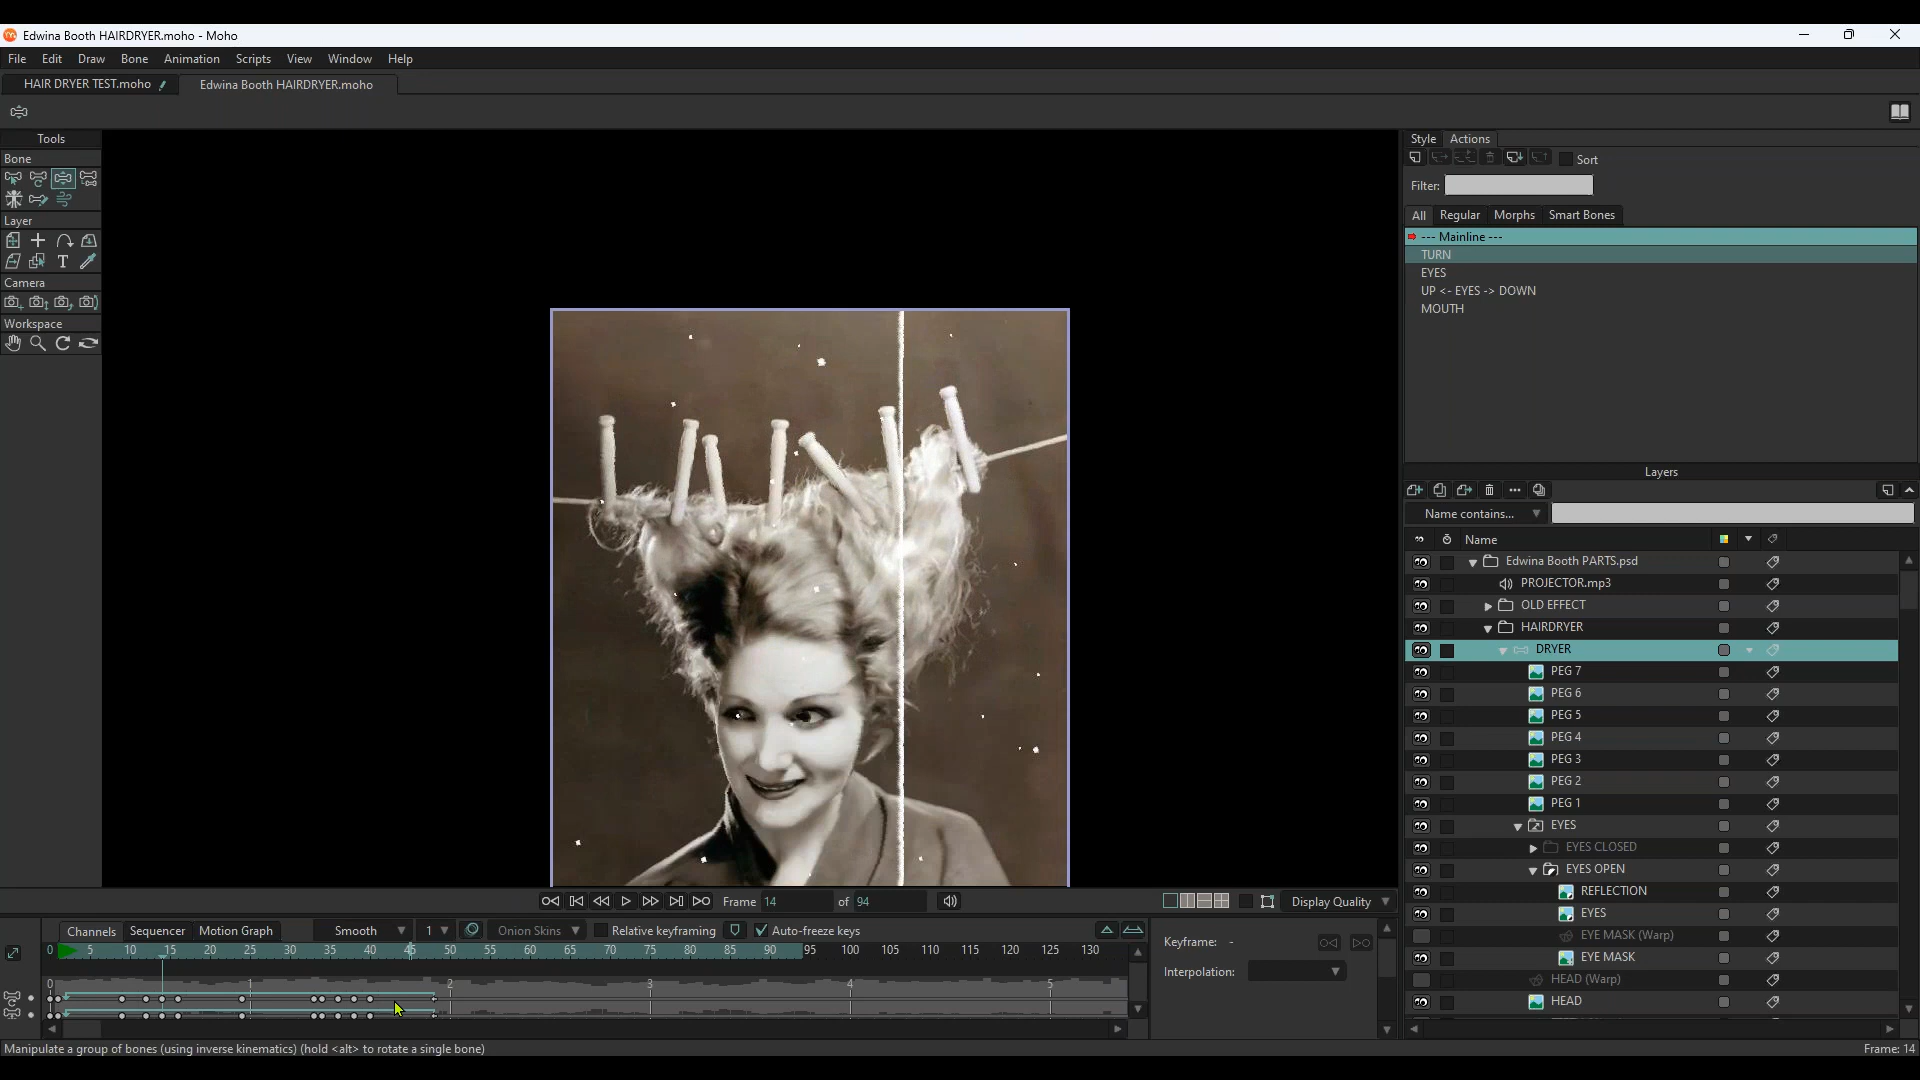 Edwina Booth HAIRDRYER.moho - Moho
File Edit Draw Bone Animation Scripts View Window Help
HAIR DRYER TEST.moho Edwina Booth HAIRDRYER.moho
Tools
Bone
Layer
T
Camera
Workspace
Style Actions
Sort
Filter:
All Regular Morphs Smart Bones
--- Mainline ---
TURN
EYES
UP <- EYES -> DOWN
MOUTH
Layers
Name contains...
Name
Edwina Booth PARTS.psd
PROJECTOR.mp3
OLD EFFECT
HAIRDRYER
DRYER
PEG 7
PEG 6
PEG 5
PEG 4
PEG 3
PEG 2
PEG 1
EYES
EYES CLOSED
EYES OPEN
REFLECTION
EYES
EYE MASK (Warp)
EYE MASK
HEAD (Warp)
HEAD
Frame 14 of 94 Display Quality
Channels Sequencer Motion Graph Smooth 1 Onion Skins Relative keyframing Auto-freeze keys
0 5 10 15 20 25 30 35 40 45 50 55 60 65 70 75 80 85 90 95 100 105 110 115 120 125 130
0 1 2 3 4 5
Keyframe: -
Interpolation:
Manipulate a group of bones (using inverse kinematics) (hold <alt> to rotate a single bone) Frame: 14